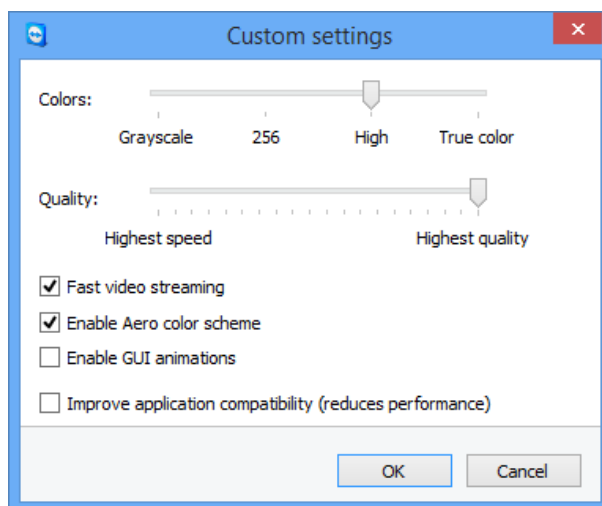 Custom settings
Colors:
Grayscale 256 High True color
Quality:
Highest speed Highest quality
Fast video streaming
Enable Aero color scheme
Enable GUI animations
Improve application compatibility (reduces performance)
OK Cancel